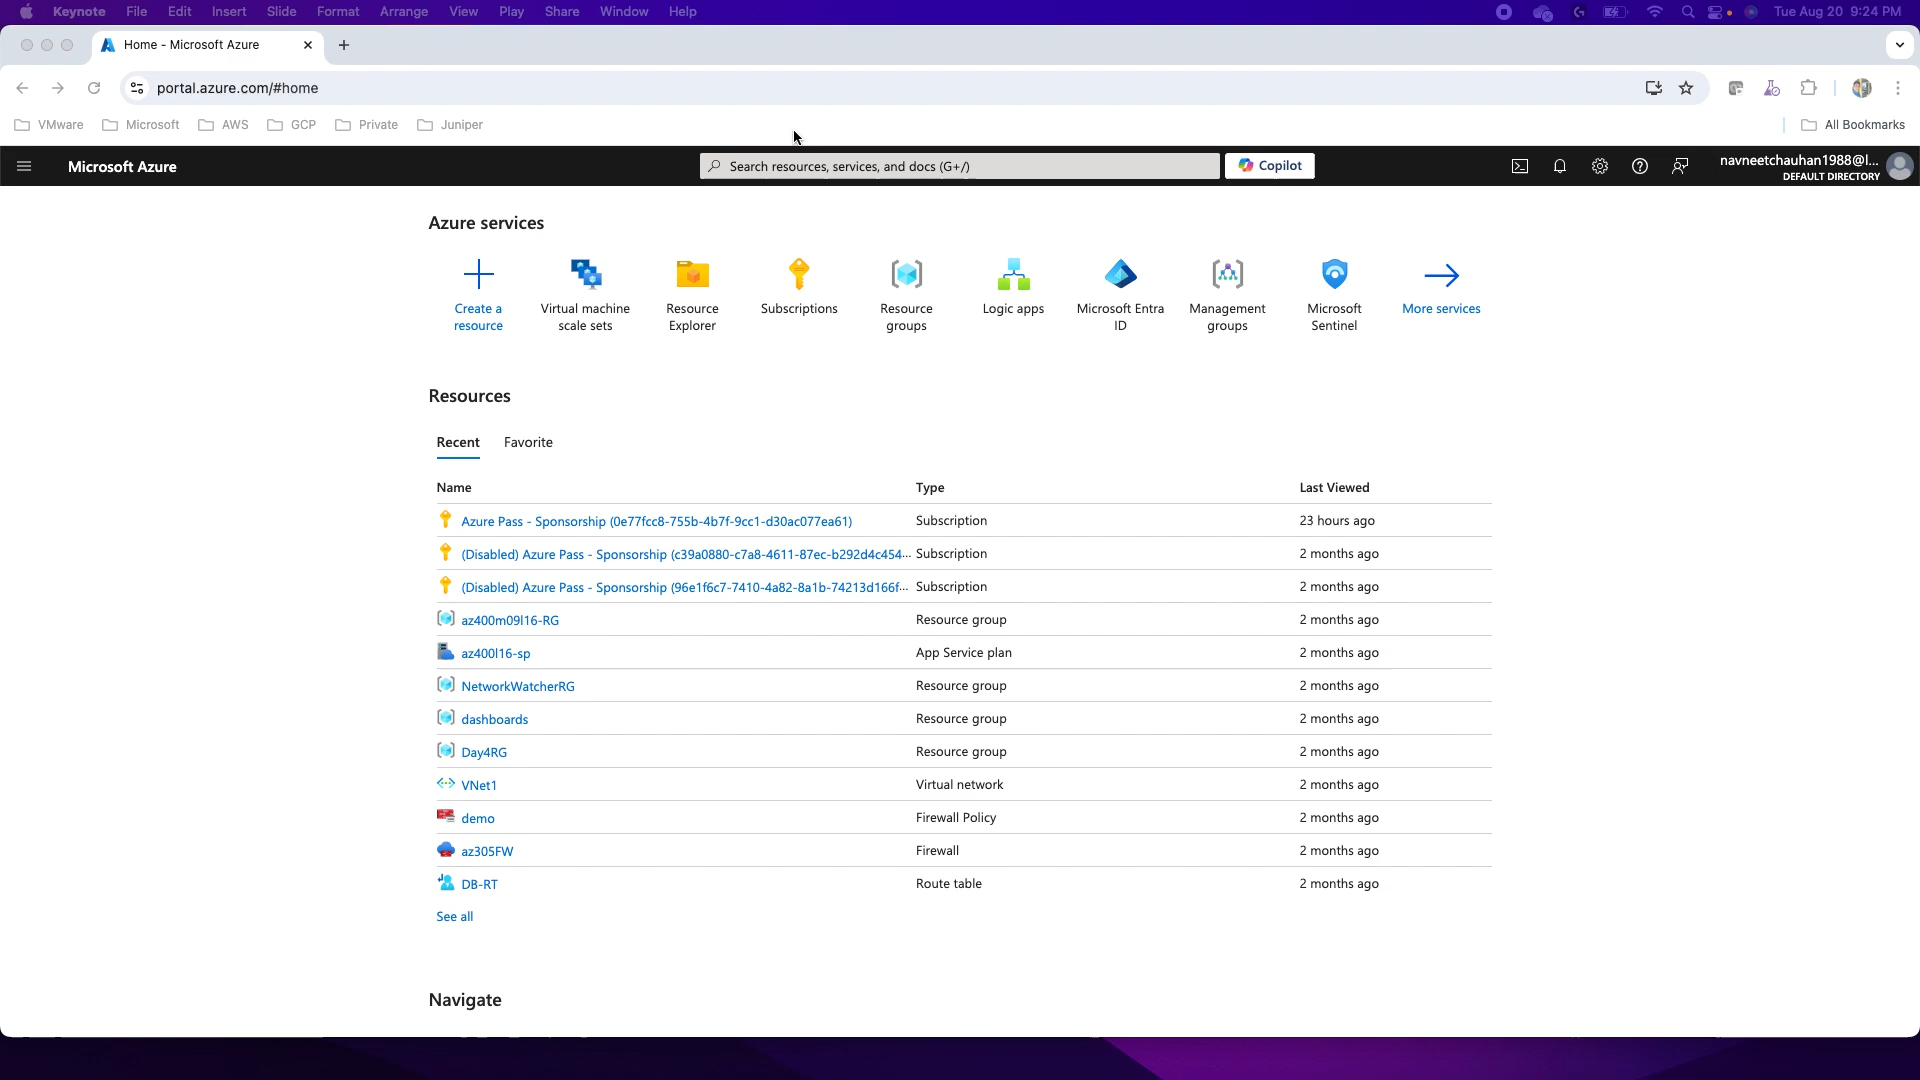 Keynote File Edit Insert Slide Format Arrange View Play Share Window Help Tue Aug 20 9:24 PM
Home - Microsoft Azure
portal.azure.com/#home
VMware Microsoft AWS GCP Private Juniper All Bookmarks
Microsoft Azure Search resources, services, and docs (G+/) Copilot navneetchauhan1988@l...
DEFAULT DIRECTORY
Azure services
Create a resource
Virtual machine scale sets
Resource Explorer
Subscriptions
Resource groups
Logic apps
Microsoft Entra ID
Management groups
Microsoft Sentinel
More services
Resources
Recent Favorite
Name Type Last Viewed
Azure Pass - Sponsorship (0e77fcc8-755b-4b7f-9cc1-d30ac077ea61) Subscription 23 hours ago
(Disabled) Azure Pass - Sponsorship (c39a0880-c7a8-4611-87ec-b292d4c454... Subscription 2 months ago
(Disabled) Azure Pass - Sponsorship (96e1f6c7-7410-4a82-8a1b-74213d166f... Subscription 2 months ago
az400m09l16-RG Resource group 2 months ago
az400l16-sp App Service plan 2 months ago
NetworkWatcherRG Resource group 2 months ago
dashboards Resource group 2 months ago
Day4RG Resource group 2 months ago
VNet1 Virtual network 2 months ago
demo Firewall Policy 2 months ago
az305FW Firewall 2 months ago
DB-RT Route table 2 months ago
See all
Navigate